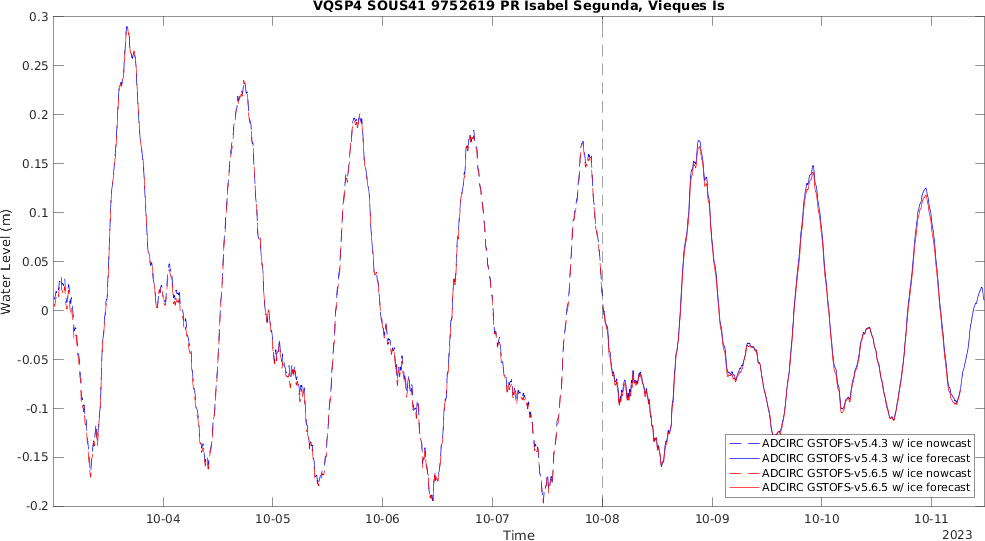 VQSP4 SOUS41 9752619 PR Isabel Segunda, Vieques Is
0.3
0.25
0.2
0.15
0.1
0.05
0
-0.05
-0.1
-0.15
-0.2
Water Level (m)
10-04 10-05 10-06 10-07 10-08 10-09 10-10 10-11
Time
2023
ADCIRC GSTOFS-v5.4.3 w/ ice nowcast
ADCIRC GSTOFS-v5.4.3 w/ ice forecast
ADCIRC GSTOFS-v5.6.5 w/ ice nowcast
ADCIRC GSTOFS-v5.6.5 w/ ice forecast